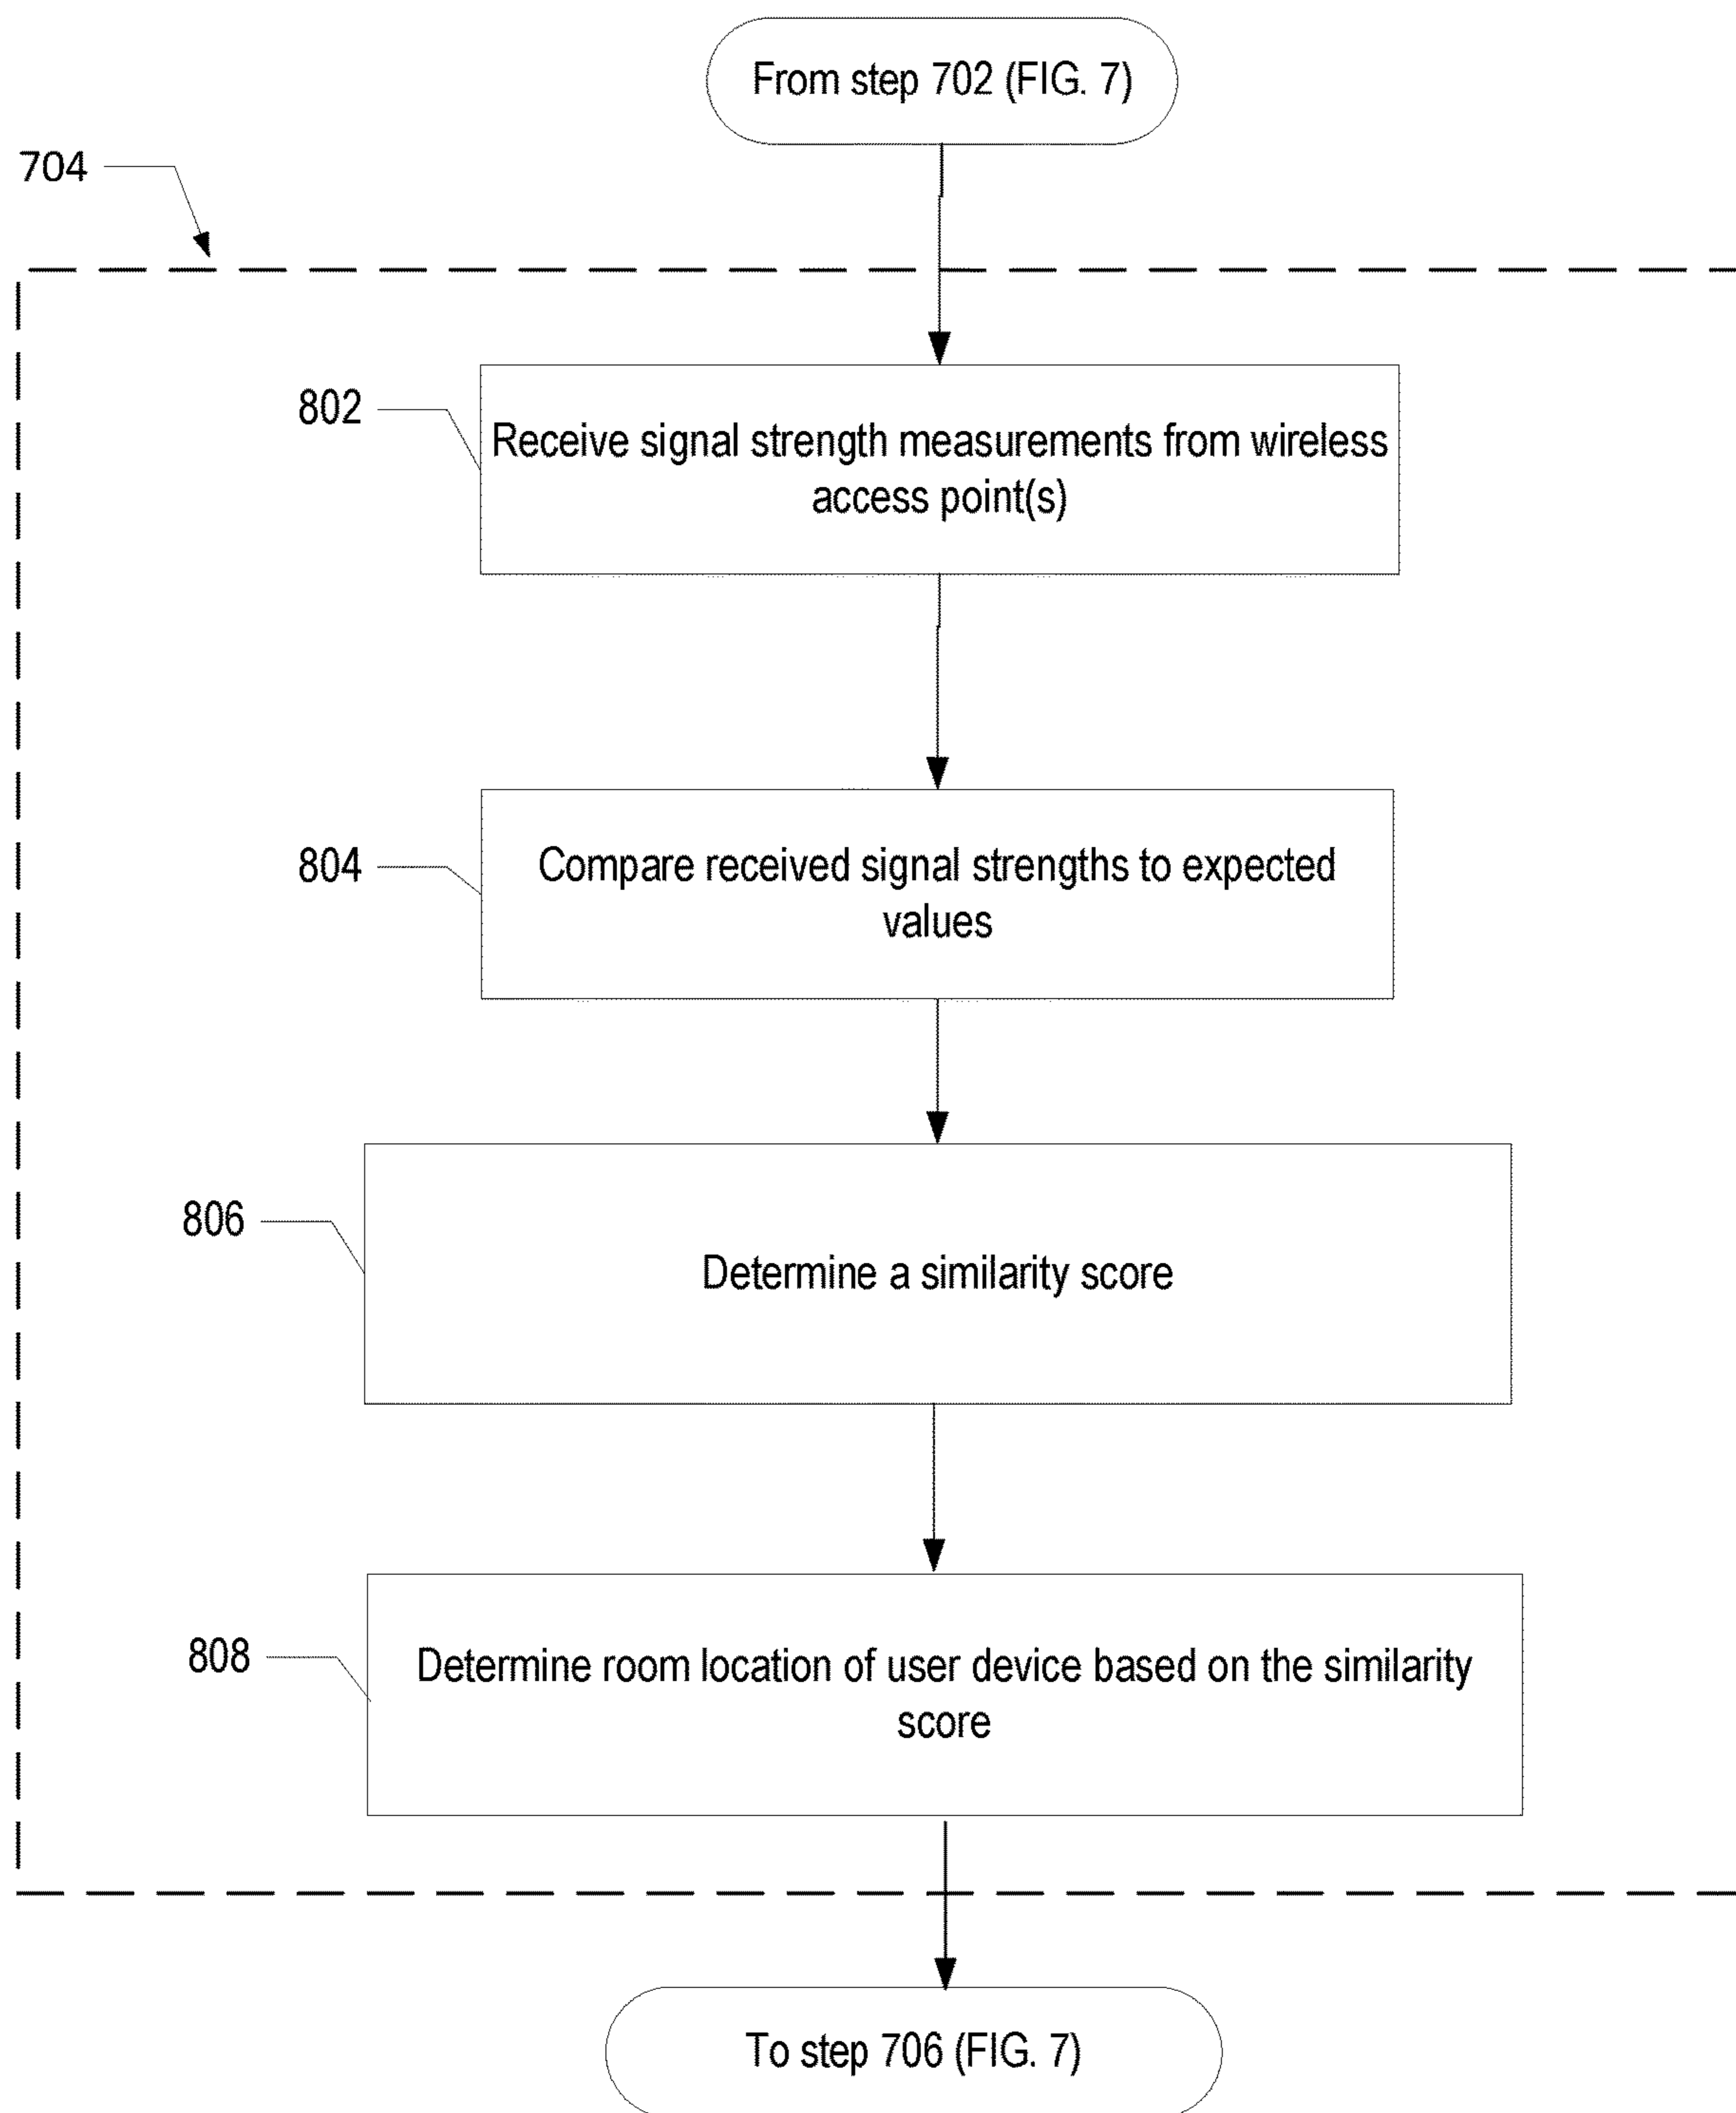 From step 702 (FIG. 7)
704
802
Receive signal strength measurements from wireless
access point(s)
804
Compare received signal strengths to expected
values
806
Determine a similarity score
808
Determine room location of user device based on the similarity
score
To step 706 (FIG. 7)